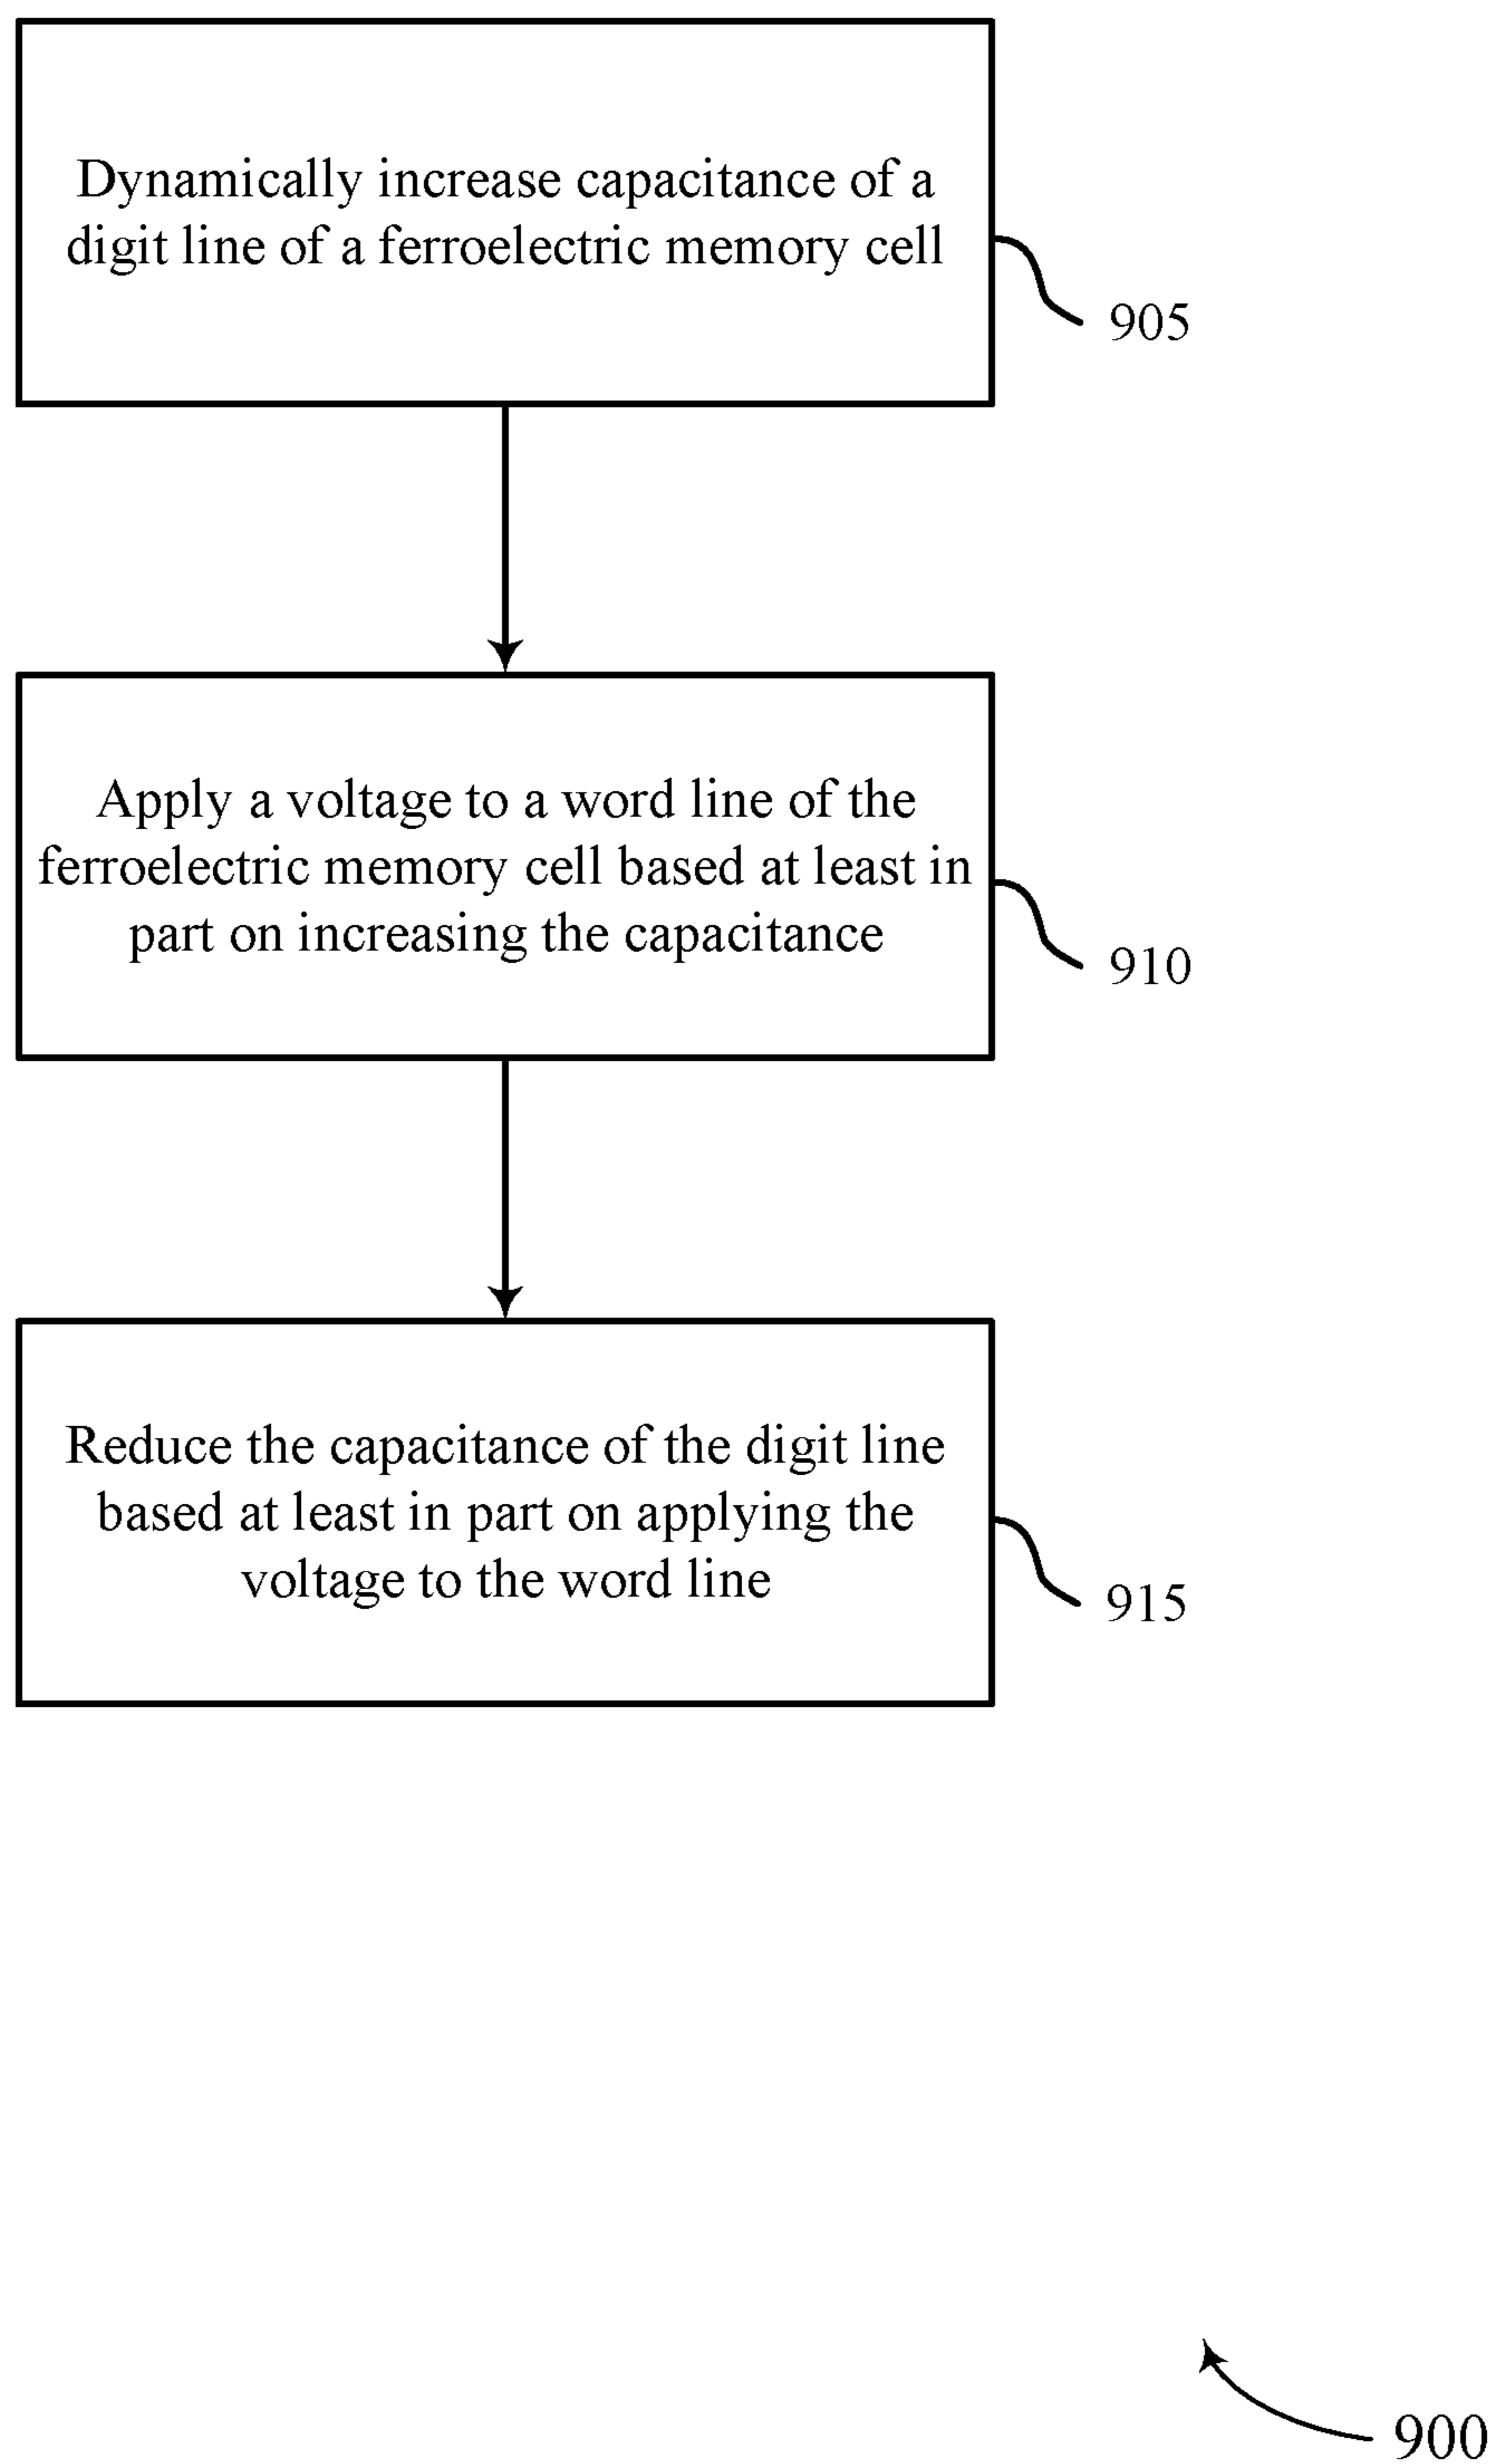 Dynamically increase capacitance of a
digit line of a ferroelectric memory cell
905
Apply a voltage to a word line of the
ferroelectric memory cell based at least in
part on increasing the capacitance
910
Reduce the capacitance of the digit line
based at least in part on applying the
voltage to the word line
915
900